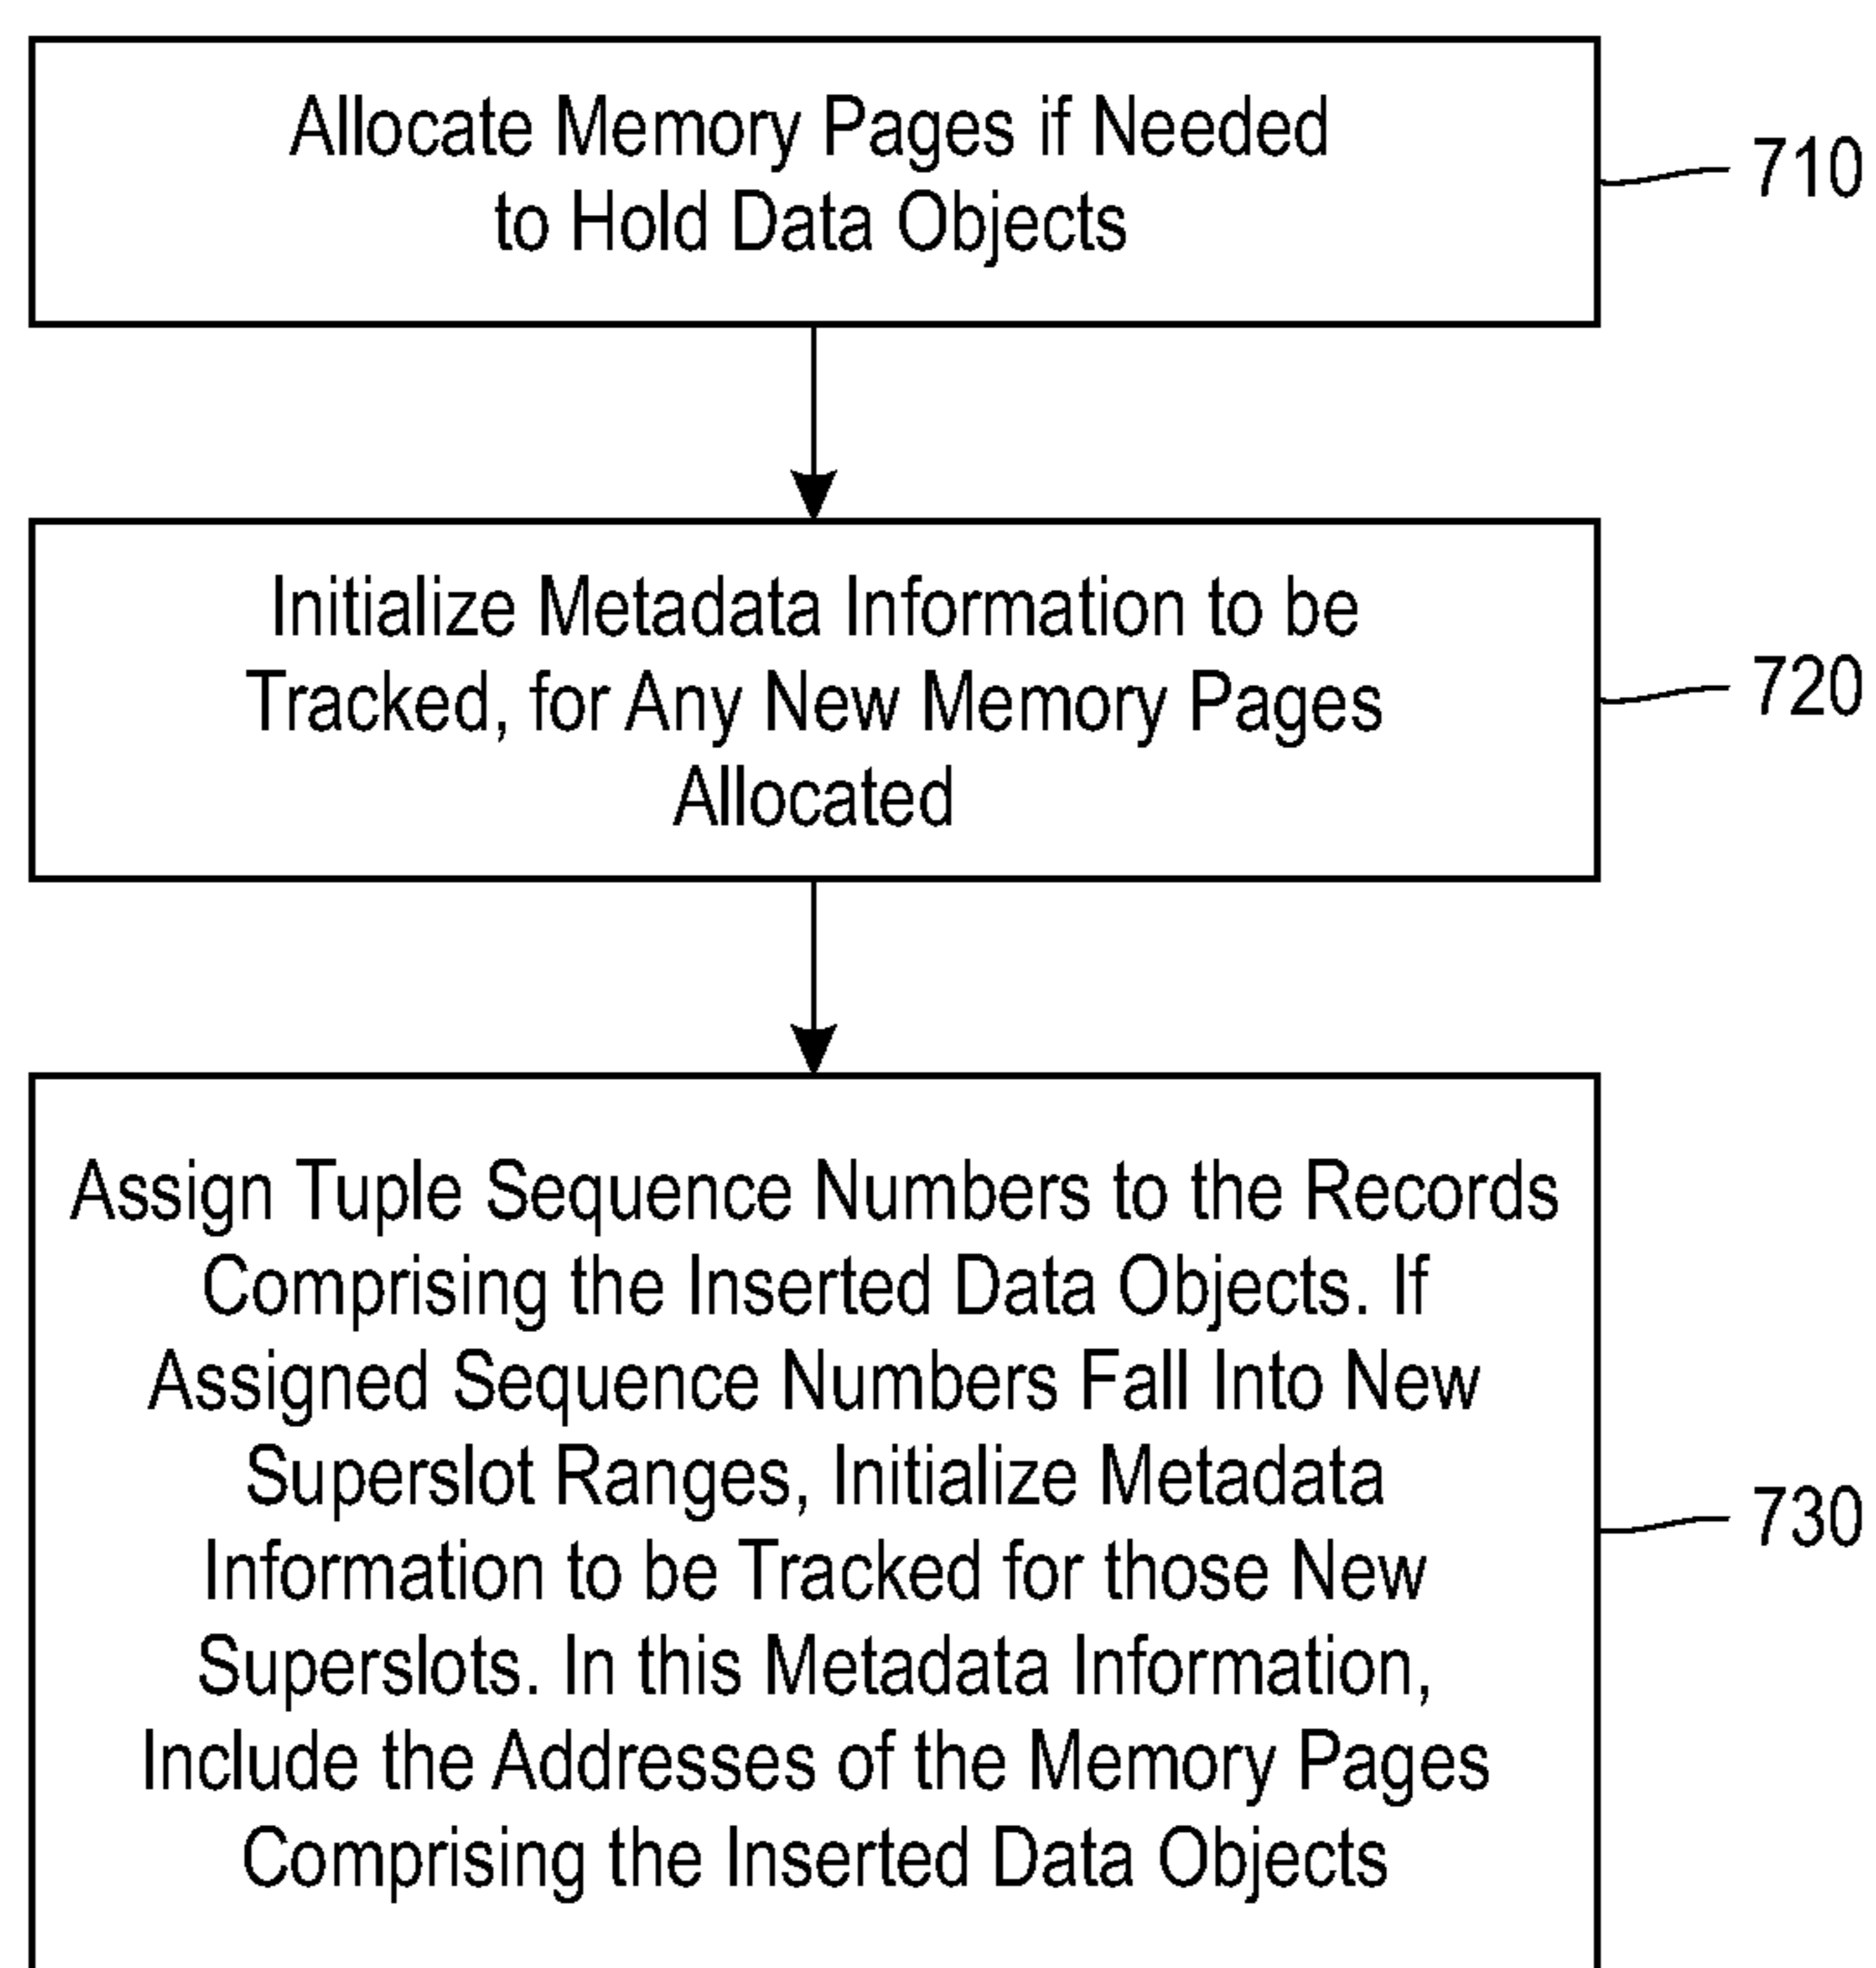 Allocate Memory Pages if Needed
to Hold Data Objects
710
Initialize Metadata Information to be
Tracked, for Any New Memory Pages
Allocated
720
Assign Tuple Sequence Numbers to the Records
Comprising the Inserted Data Objects. If
Assigned Sequence Numbers Fall Into New
Superslot Ranges, Initialize Metadata
Information to be Tracked for those New
Superslots. In this Metadata Information,
Include the Addresses of the Memory Pages
Comprising the Inserted Data Objects
730